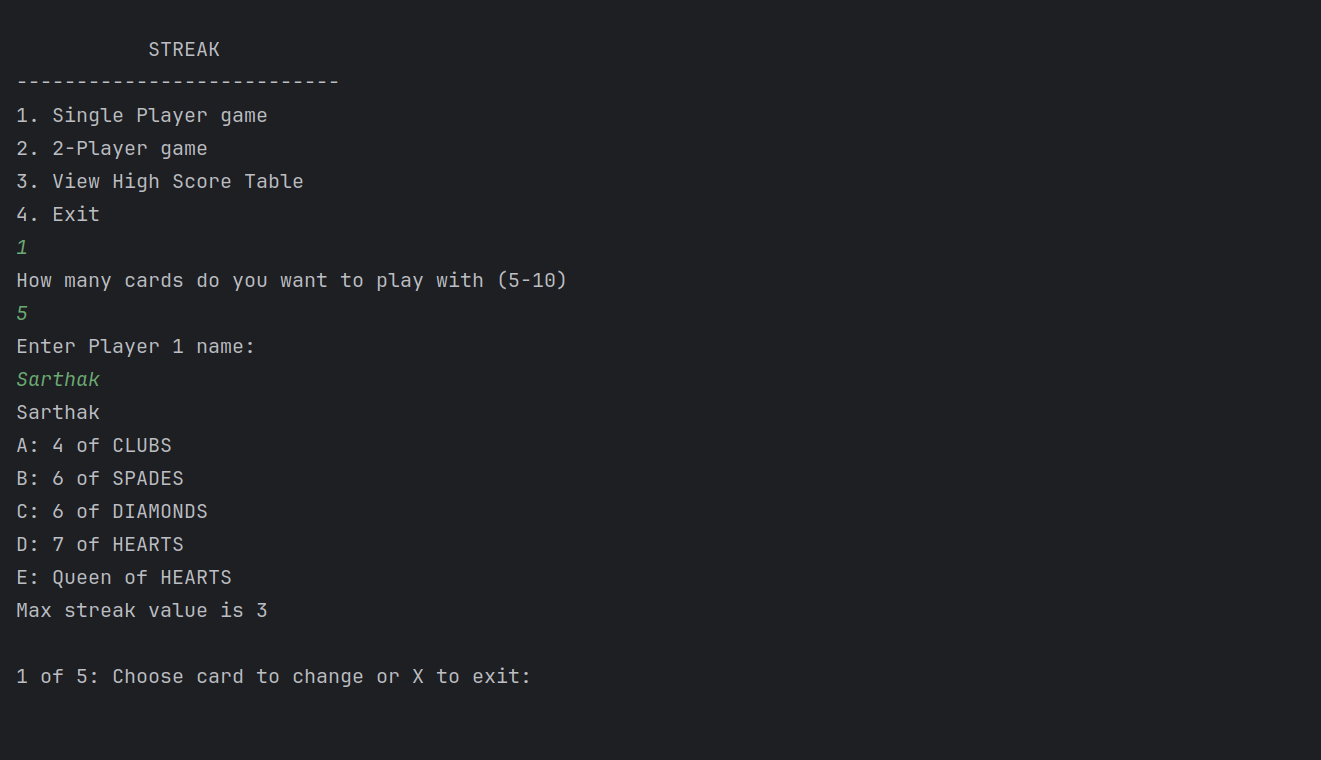 STREAK
---------------------------
1. Single Player game
2. 2-Player game
3. View High Score Table
4. Exit
1
How many cards do you want to play with (5-10)
5
Enter Player 1 name:
Sarthak
Sarthak
A: 4 of CLUBS
B: 6 of SPADES
C: 6 of DIAMONDS
D: 7 of HEARTS
E: Queen of HEARTS
Max streak value is 3
1 of 5: Choose card to change or X to exit: